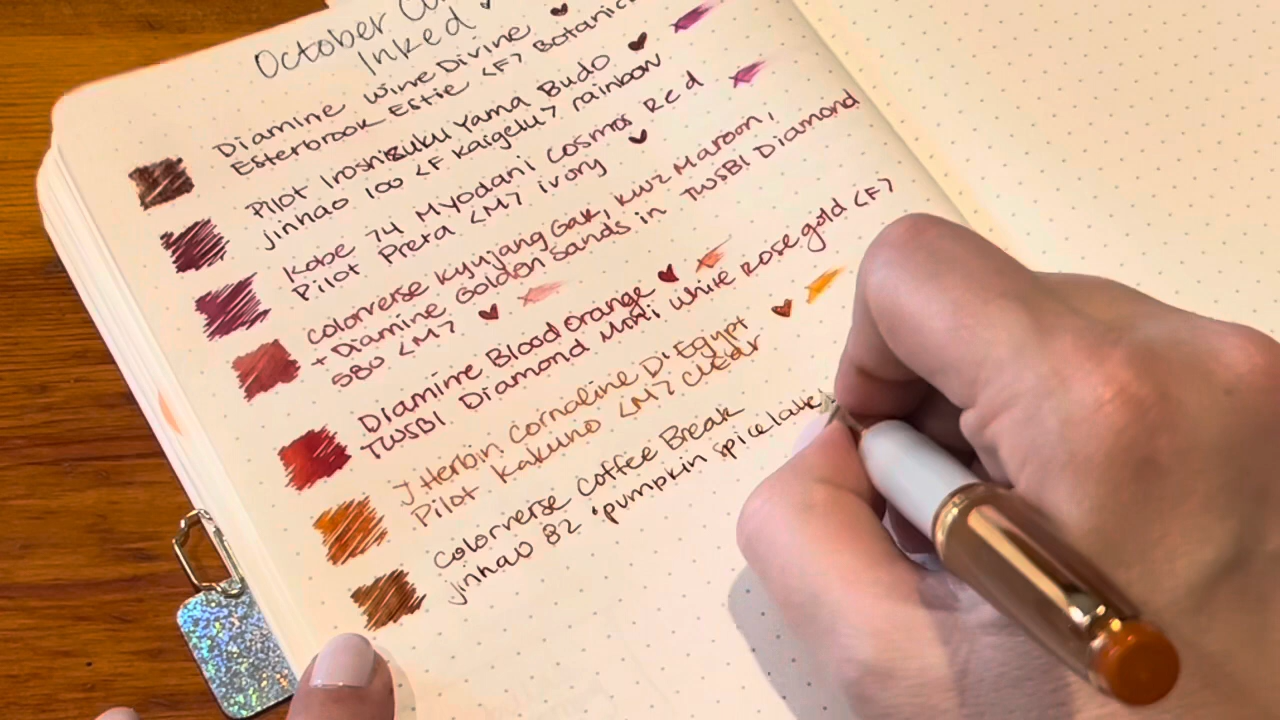 October
Inked
Diamine Wine Divine
Esterbrook Estie <F> Botanica
Pilot Iroshizuku Yama Budo
Jinhao 100 <F Kaigelu> rainbow
Kobe 74 Myodani Cosmos Red
Pilot Prera <M> ivory
Colorverse Kyujang Gak, KWZ Maroon,
+ Diamine Golden Sands in TWSBI Diamond
580 <M>
Diamine Blood Orange
TWSBI Diamond Mini White Rose gold <F>
J. Herbin Cornaline D'Egypt
Pilot Kakuno <M> clear
Colorverse Coffee Break
Jinhao 82 'pumpkin spice latte